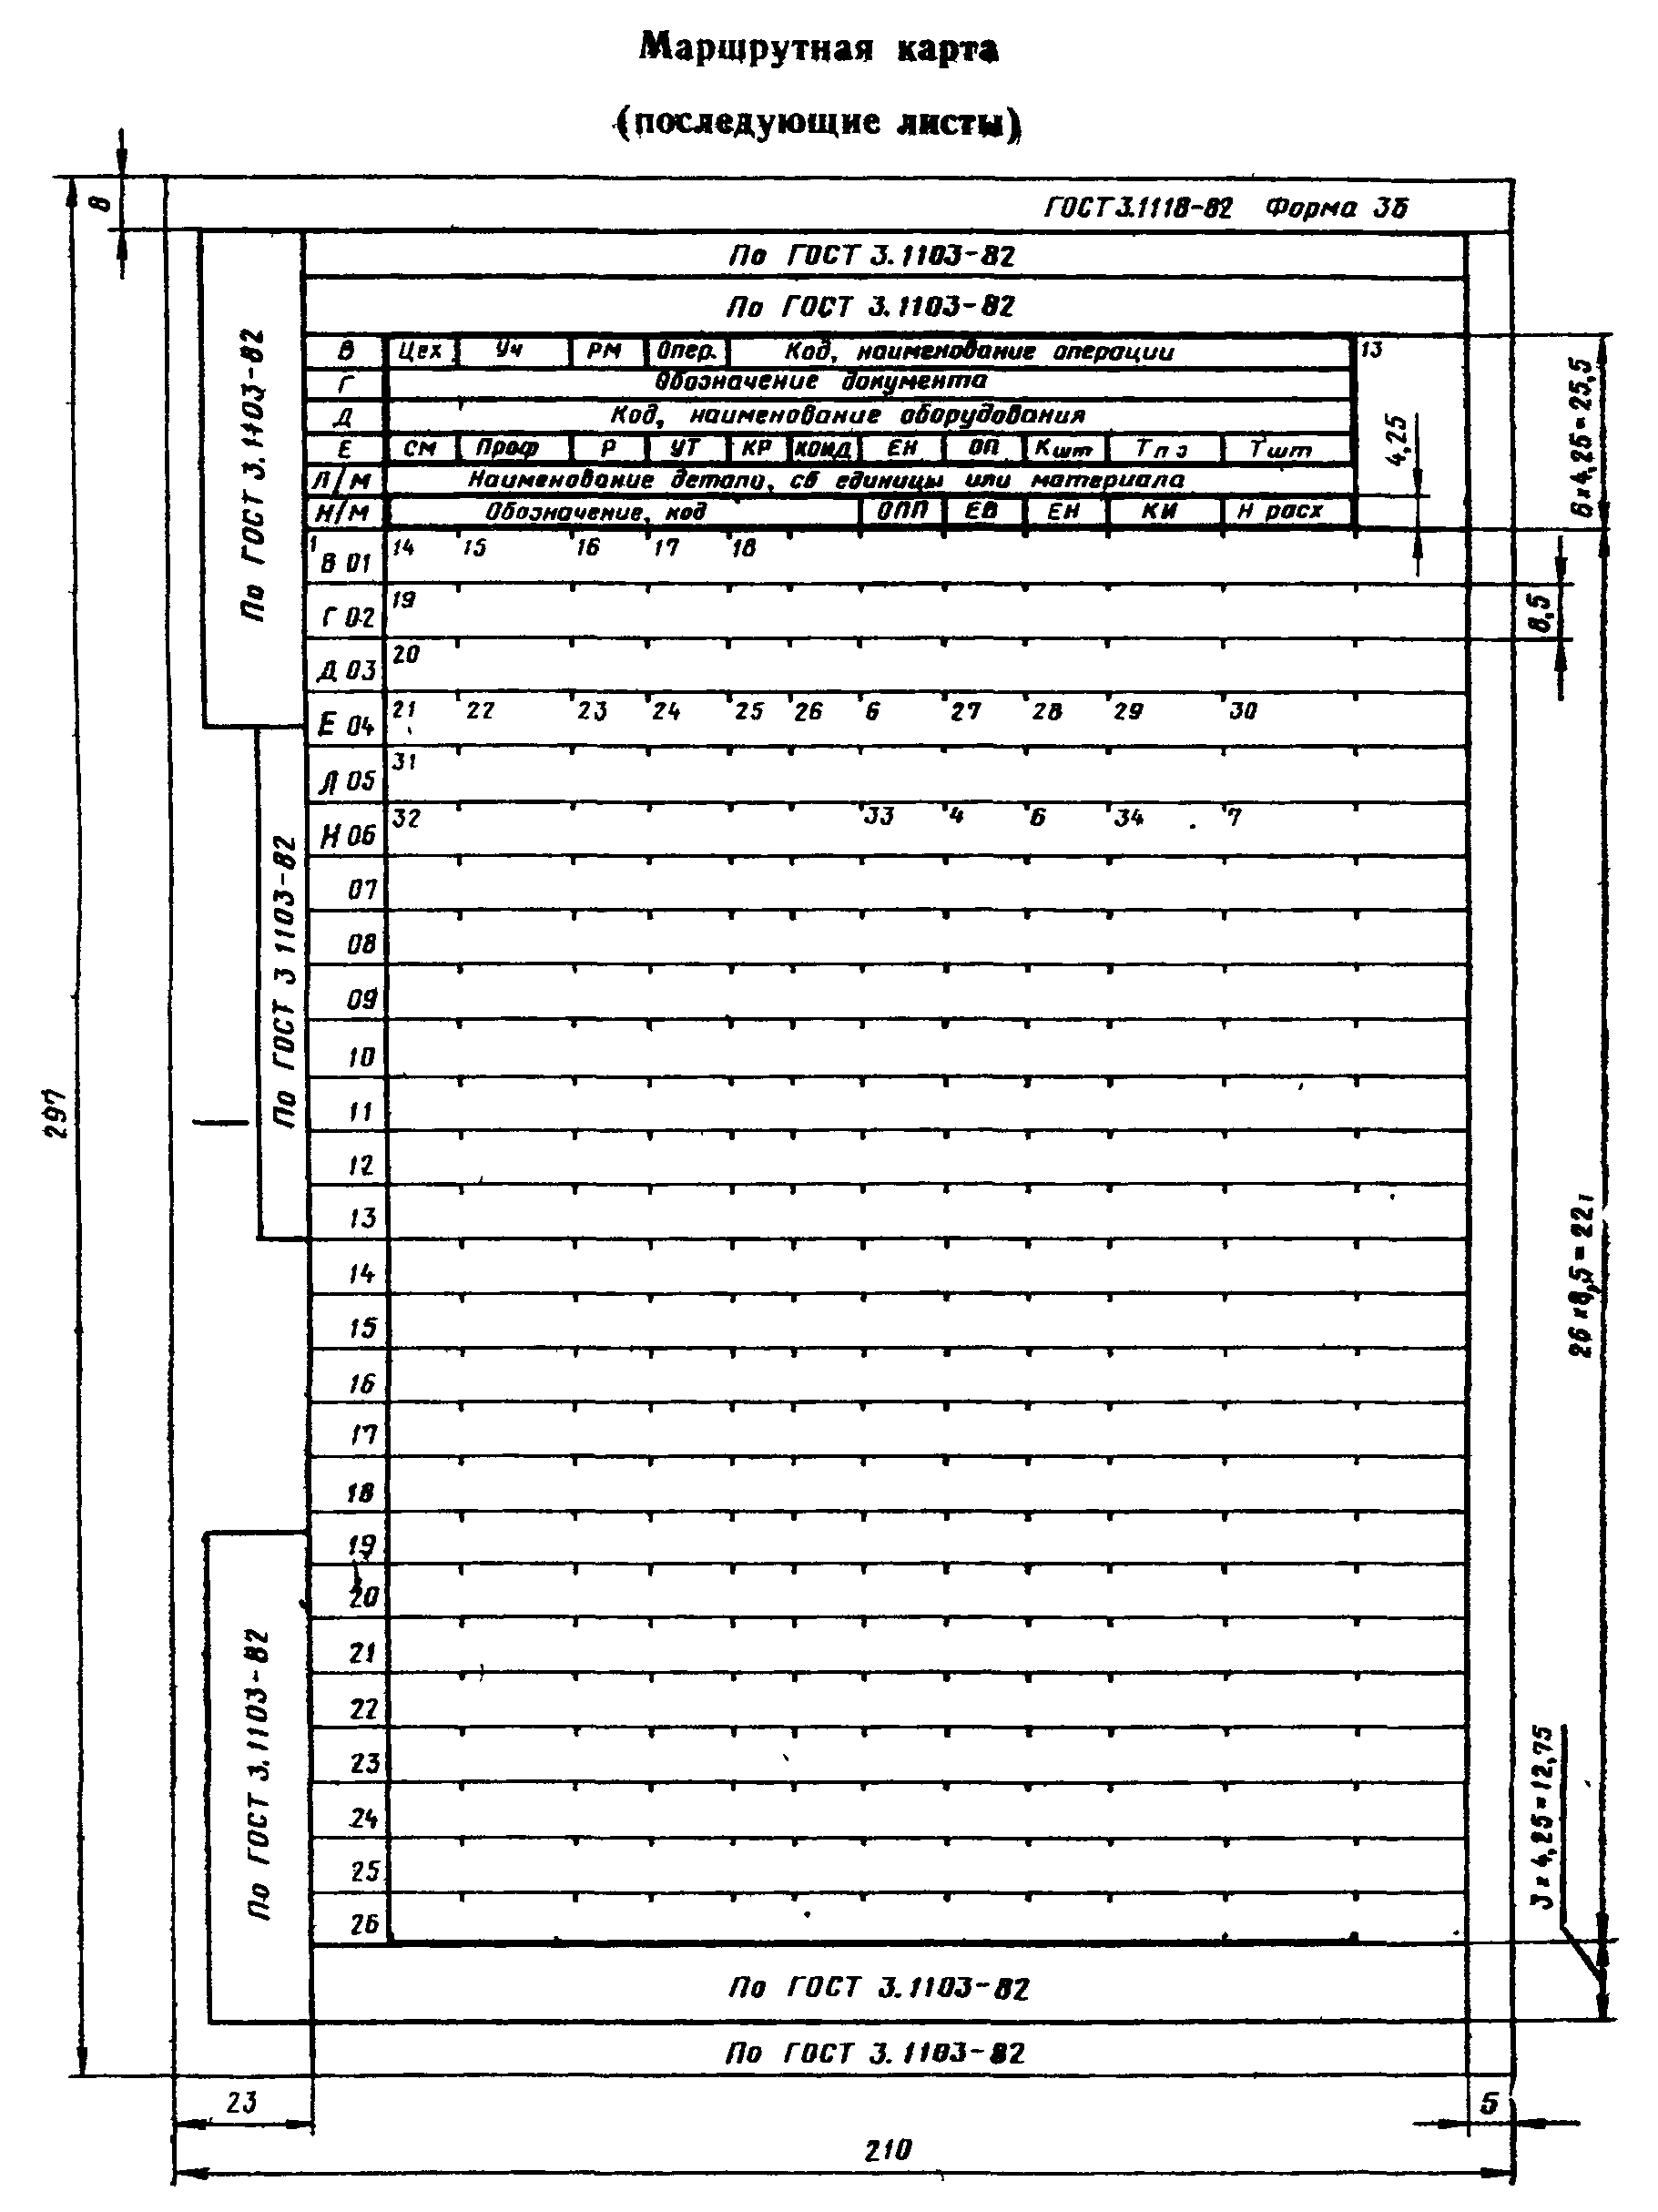 Маршрутная карта
(последующие листы)
8
ГОСТ 3.1118-82 Форма 3б
По ГОСТ 3.1103-82
По ГОСТ 3.1103-82
В Цех Уч РМ Опер. Код, наименование операции 13
Г Обозначение документа
Д Код, наименование оборудования
Е СМ Проф Р УТ КР КОИД ЕН ОП Кшт Тпз Тшт
Л/М Наименование детали, сб единицы или материала
Н/М Обозначение, код ОПП ЕВ ЕН КИ Н расх
4,25
6×4,25=25,5
1 В 01 14 15 16 17 18
Г 02 19
8,5
Д 03 20
Е 04 21 22 23 24 25 26 6 27 28 29 30
Л 05 31
Н 06 32 33 4 6 34 7
07
08
09
10
11
12
13
14
15
16
17
18
19
20
21
22
23
24
25
26
По ГОСТ 3.1103-82
По ГОСТ 3 1103-82
По ГОСТ 3.1103-82
297
26×8,5=221
3×4,25=12,75
По ГОСТ 3.1103-82
По ГОСТ 3.1103-82
23
5
210